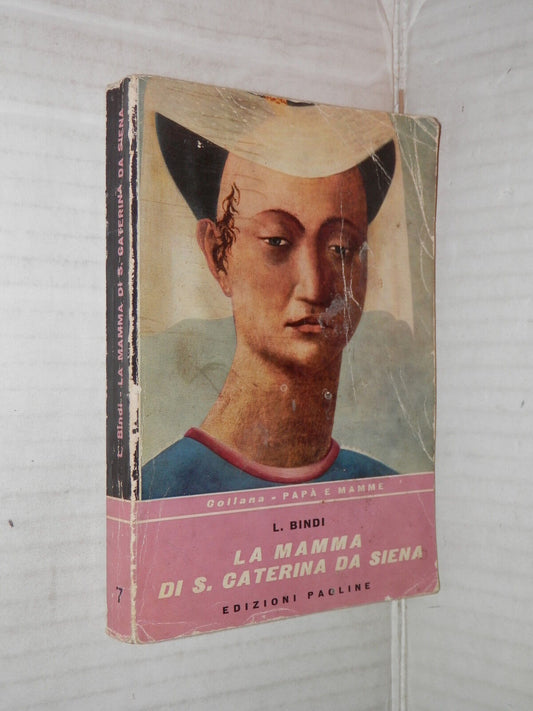 L. Bindi - LA MAMMA DI S. CATERINA DA SIENA
7
Collana - PAPÀ E MAMME
L. BINDI
LA MAMMA
DI S. CATERINA DA SIENA
EDIZIONI PAOLINE